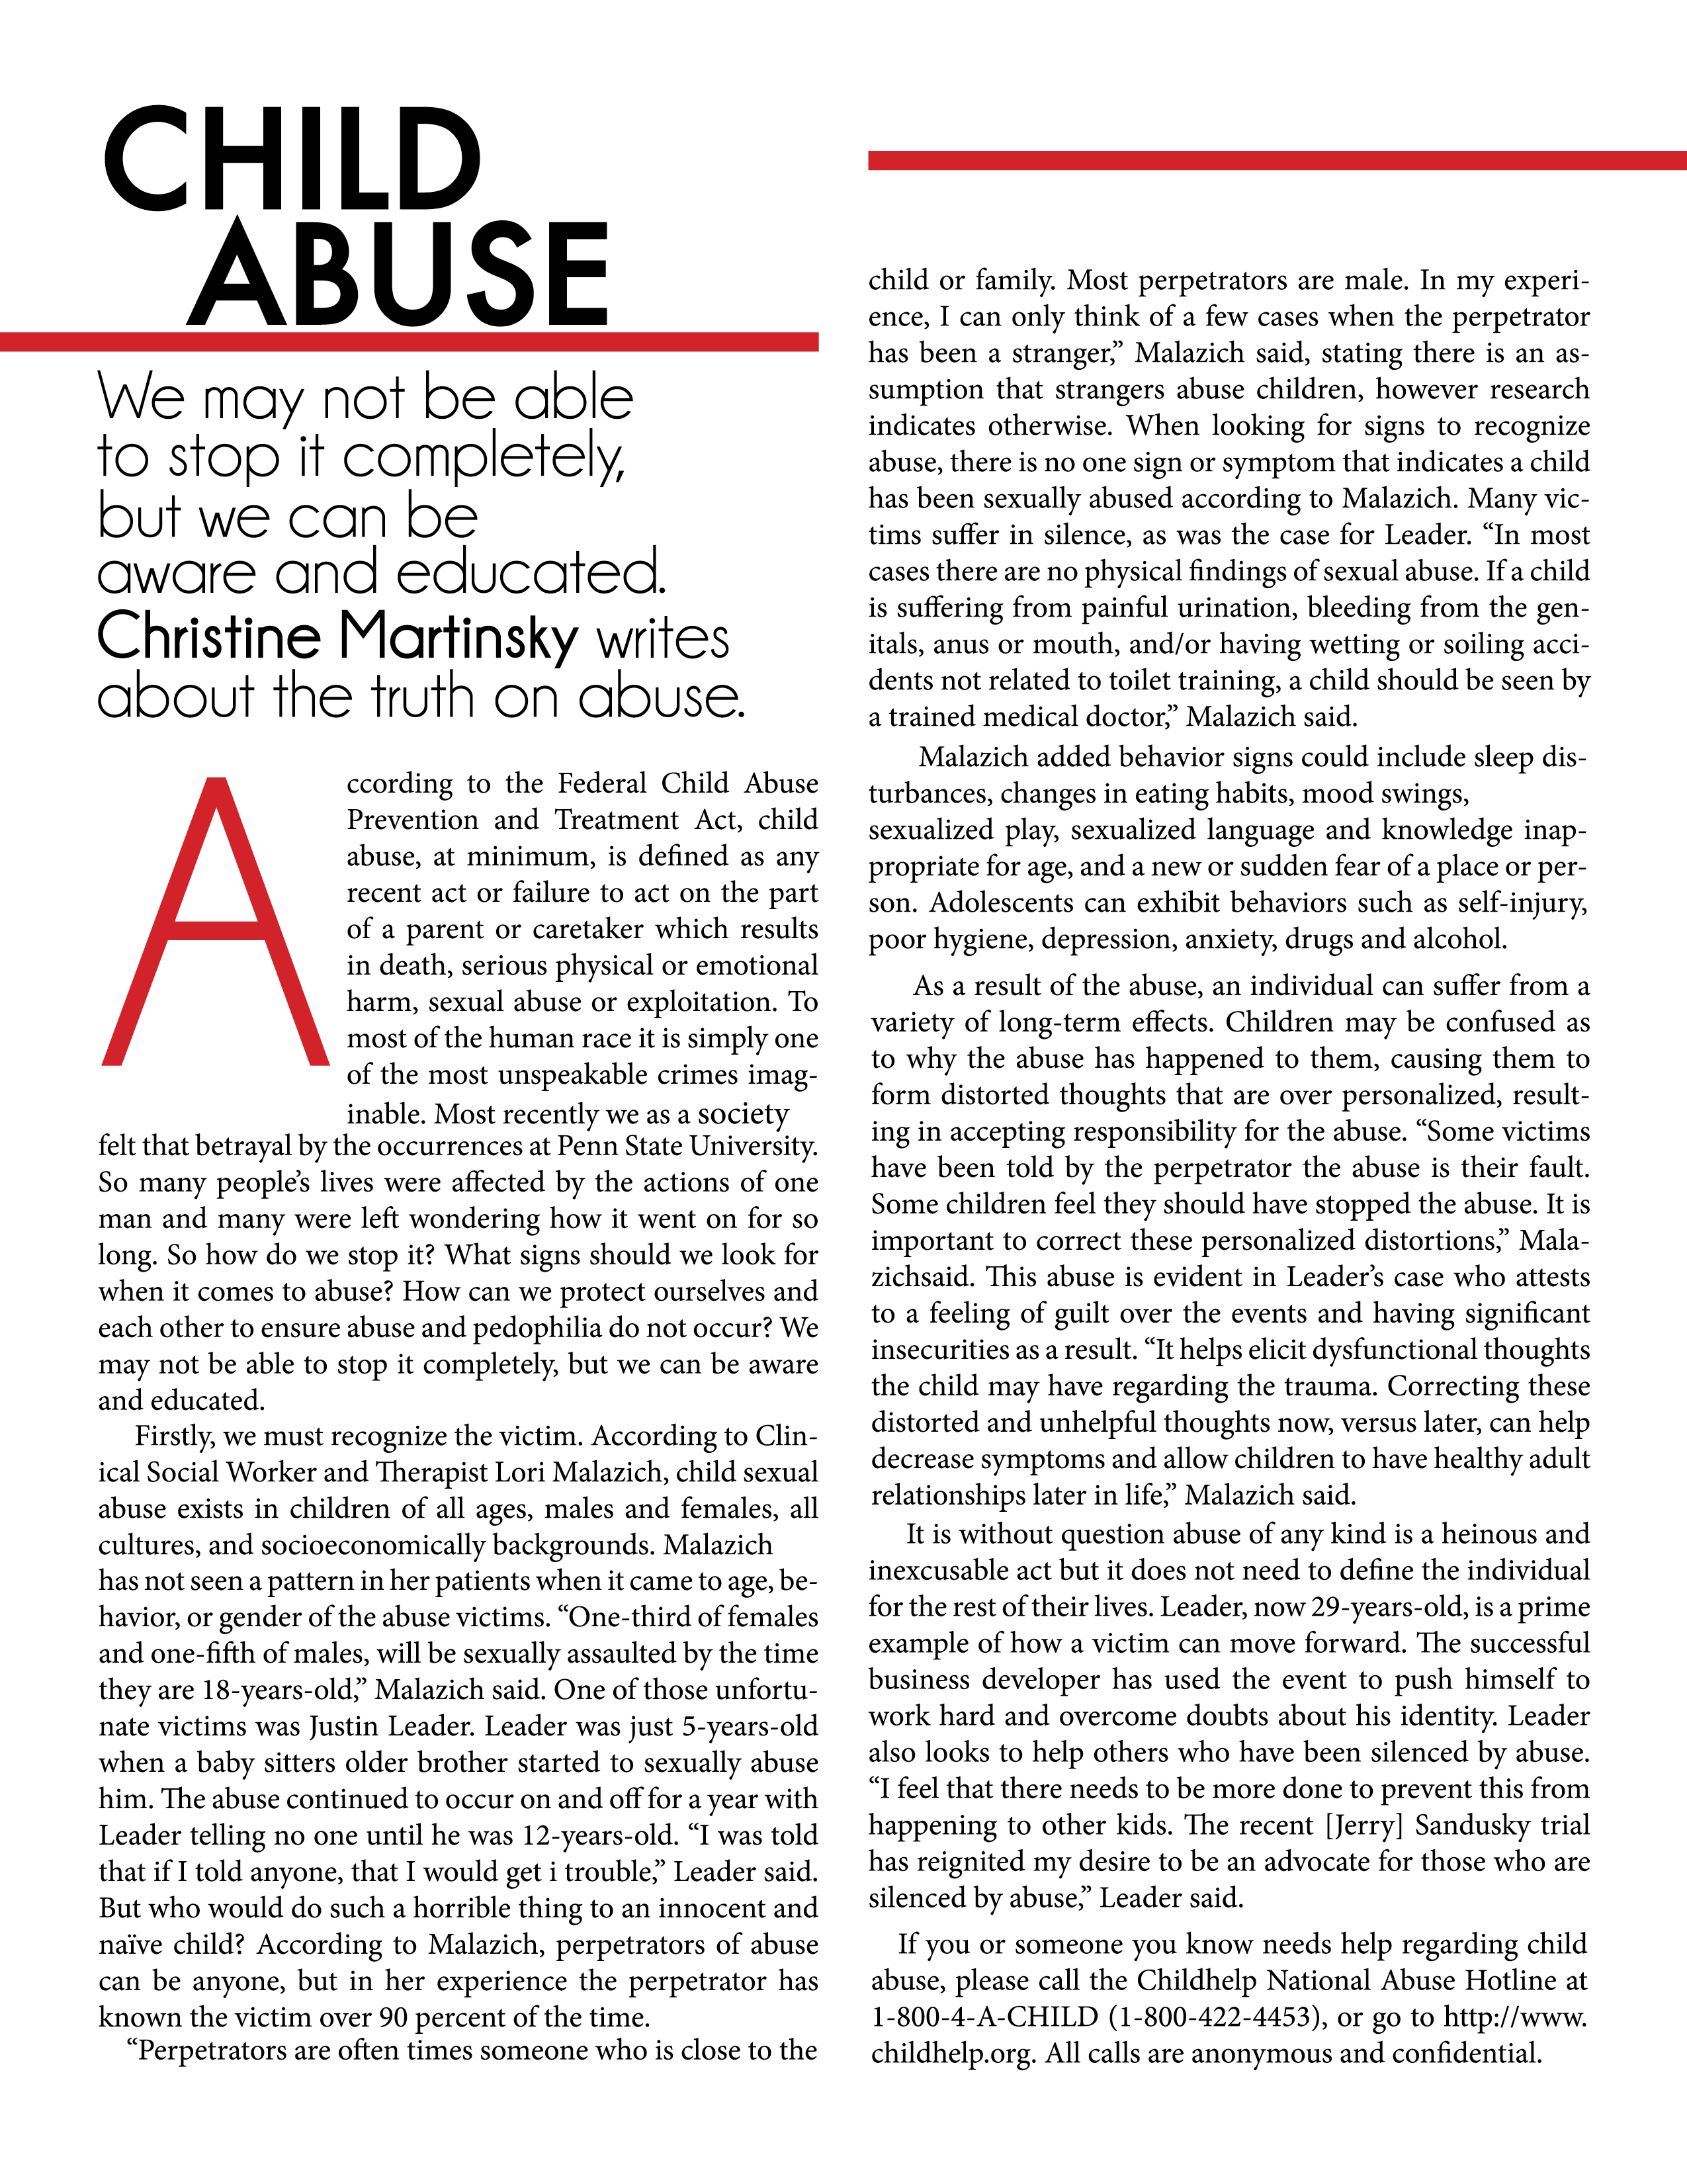 CHILD
ABUSE
We may not be able
to stop it completely,
but we can be
aware and educated.
Christine Martinsky writes
about the truth on abuse.
According to the Federal Child Abuse
Prevention and Treatment Act, child
abuse, at minimum, is defined as any
recent act or failure to act on the part
of a parent or caretaker which results
in death, serious physical or emotional
harm, sexual abuse or exploitation. To
most of the human race it is simply one
of the most unspeakable crimes imag-
inable. Most recently we as a society
felt that betrayal by the occurrences at Penn State University.
So many people’s lives were affected by the actions of one
man and many were left wondering how it went on for so
long. So how do we stop it? What signs should we look for
when it comes to abuse? How can we protect ourselves and
each other to ensure abuse and pedophilia do not occur? We
may not be able to stop it completely, but we can be aware
and educated.
Firstly, we must recognize the victim. According to Clin-
ical Social Worker and Therapist Lori Malazich, child sexual
abuse exists in children of all ages, males and females, all
cultures, and socioeconomically backgrounds. Malazich
has not seen a pattern in her patients when it came to age, be-
havior, or gender of the abuse victims. “One-third of females
and one-fifth of males, will be sexually assaulted by the time
they are 18-years-old,” Malazich said. One of those unfortu-
nate victims was Justin Leader. Leader was just 5-years-old
when a baby sitters older brother started to sexually abuse
him. The abuse continued to occur on and off for a year with
Leader telling no one until he was 12-years-old. “I was told
that if I told anyone, that I would get i trouble,” Leader said.
But who would do such a horrible thing to an innocent and
naïve child? According to Malazich, perpetrators of abuse
can be anyone, but in her experience the perpetrator has
known the victim over 90 percent of the time.
“Perpetrators are often times someone who is close to the
child or family. Most perpetrators are male. In my experi-
ence, I can only think of a few cases when the perpetrator
has been a stranger,” Malazich said, stating there is an as-
sumption that strangers abuse children, however research
indicates otherwise. When looking for signs to recognize
abuse, there is no one sign or symptom that indicates a child
has been sexually abused according to Malazich. Many vic-
tims suffer in silence, as was the case for Leader. “In most
cases there are no physical findings of sexual abuse. If a child
is suffering from painful urination, bleeding from the gen-
itals, anus or mouth, and/or having wetting or soiling acci-
dents not related to toilet training, a child should be seen by
a trained medical doctor,” Malazich said.
Malazich added behavior signs could include sleep dis-
turbances, changes in eating habits, mood swings,
sexualized play, sexualized language and knowledge inap-
propriate for age, and a new or sudden fear of a place or per-
son. Adolescents can exhibit behaviors such as self-injury,
poor hygiene, depression, anxiety, drugs and alcohol.
As a result of the abuse, an individual can suffer from a
variety of long-term effects. Children may be confused as
to why the abuse has happened to them, causing them to
form distorted thoughts that are over personalized, result-
ing in accepting responsibility for the abuse. “Some victims
have been told by the perpetrator the abuse is their fault.
Some children feel they should have stopped the abuse. It is
important to correct these personalized distortions,” Mala-
zichsaid. This abuse is evident in Leader’s case who attests
to a feeling of guilt over the events and having significant
insecurities as a result. “It helps elicit dysfunctional thoughts
the child may have regarding the trauma. Correcting these
distorted and unhelpful thoughts now, versus later, can help
decrease symptoms and allow children to have healthy adult
relationships later in life,” Malazich said.
It is without question abuse of any kind is a heinous and
inexcusable act but it does not need to define the individual
for the rest of their lives. Leader, now 29-years-old, is a prime
example of how a victim can move forward. The successful
business developer has used the event to push himself to
work hard and overcome doubts about his identity. Leader
also looks to help others who have been silenced by abuse.
“I feel that there needs to be more done to prevent this from
happening to other kids. The recent [Jerry] Sandusky trial
has reignited my desire to be an advocate for those who are
silenced by abuse,” Leader said.
If you or someone you know needs help regarding child
abuse, please call the Childhelp National Abuse Hotline at
1-800-4-A-CHILD (1-800-422-4453), or go to http://www.
childhelp.org. All calls are anonymous and confidential.